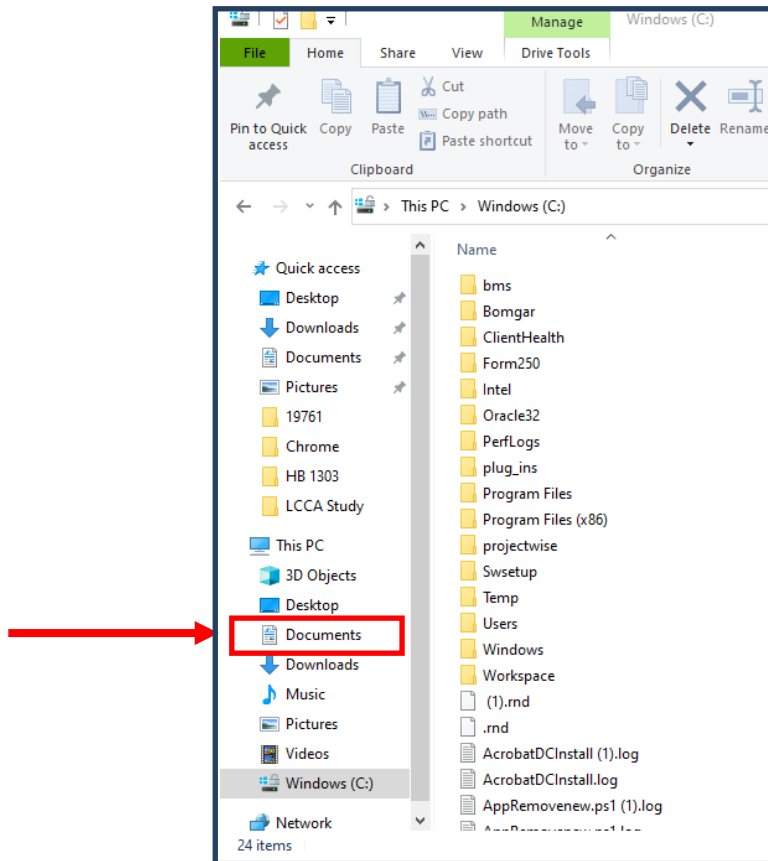 Manage Windows (C:)
File Home Share View Drive Tools
Cut
Copy path
Paste shortcut
Pin to Quick access
Copy
Paste
Move to
Copy to
Delete
Rename
Clipboard
Organize
This PC > Windows (C:)
Quick access
Desktop
Downloads
Documents
Pictures
19761
Chrome
HB 1303
LCCA Study
This PC
3D Objects
Desktop
Documents
Downloads
Music
Pictures
Videos
Windows (C:)
Network
Name
bms
Bomgar
ClientHealth
Form250
Intel
Oracle32
PerfLogs
plug_ins
Program Files
Program Files (x86)
projectwise
Swsetup
Temp
Users
Windows
Workspace
(1).rnd
.rnd
AcrobatDCInstall (1).log
AcrobatDCInstall.log
AppRemovenew.ps1 (1).log
24 items